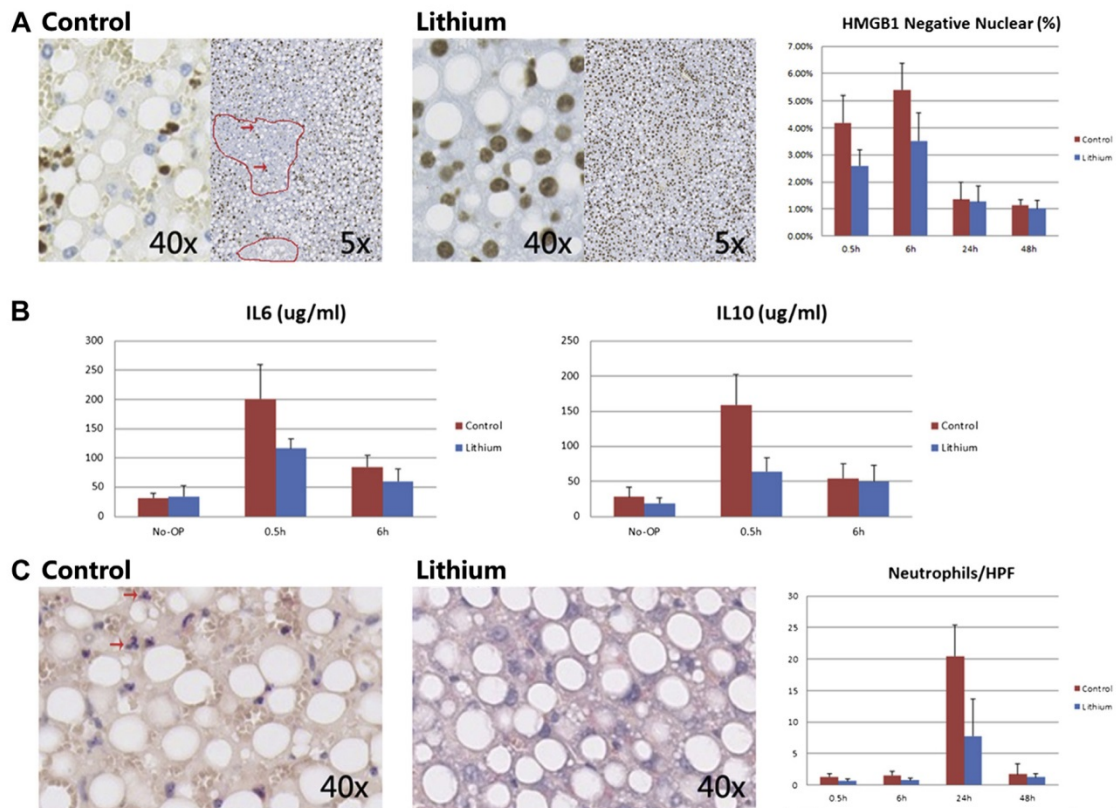 A Control
Lithium
40x
5x
40x
5x
HMGB1 Negative Nuclear (%)
7.00%
6.00%
5.00%
4.00%
3.00%
2.00%
1.00%
0.00%
0.5h
6h
24h
48h
Control
Lithium
B
IL6 (ug/ml)
300
250
200
150
100
50
0
No-OP
0.5h
6h
Control
Lithium
IL10 (ug/ml)
250
200
150
100
50
0
No-OP
0.5h
6h
Control
Lithium
C Control
Lithium
40x
40x
Neutrophils/HPF
30
25
20
15
10
5
0
0.5h
6h
24h
48h
Control
Lithium